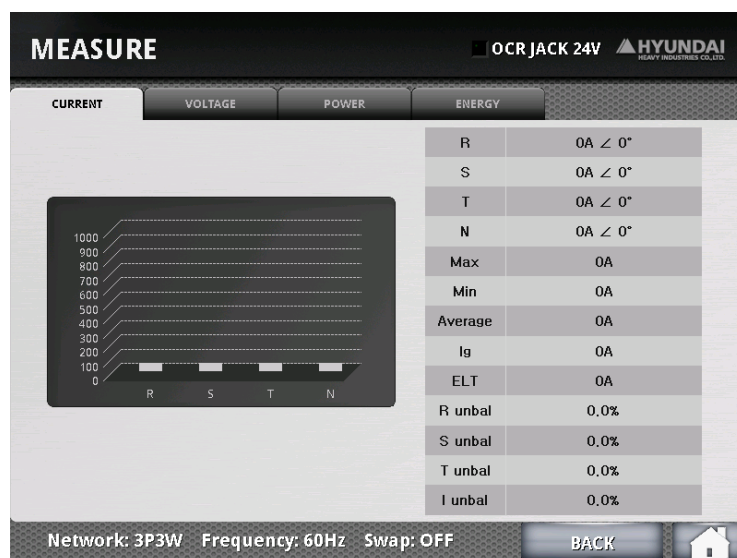 MEASURE
OCR JACK 24V
HYUNDAI
HEAVY INDUSTRIES CO.,LTD.
CURRENT VOLTAGE POWER ENERGY
R 0A ∠ 0°
S 0A ∠ 0°
T 0A ∠ 0°
N 0A ∠ 0°
Max 0A
Min 0A
Average 0A
Ig 0A
ELT 0A
R unbal 0.0%
S unbal 0.0%
T unbal 0.0%
I unbal 0.0%
1000
900
800
700
600
500
400
300
200
100
0
R S T N
Network: 3P3W Frequency: 60Hz Swap: OFF
BACK